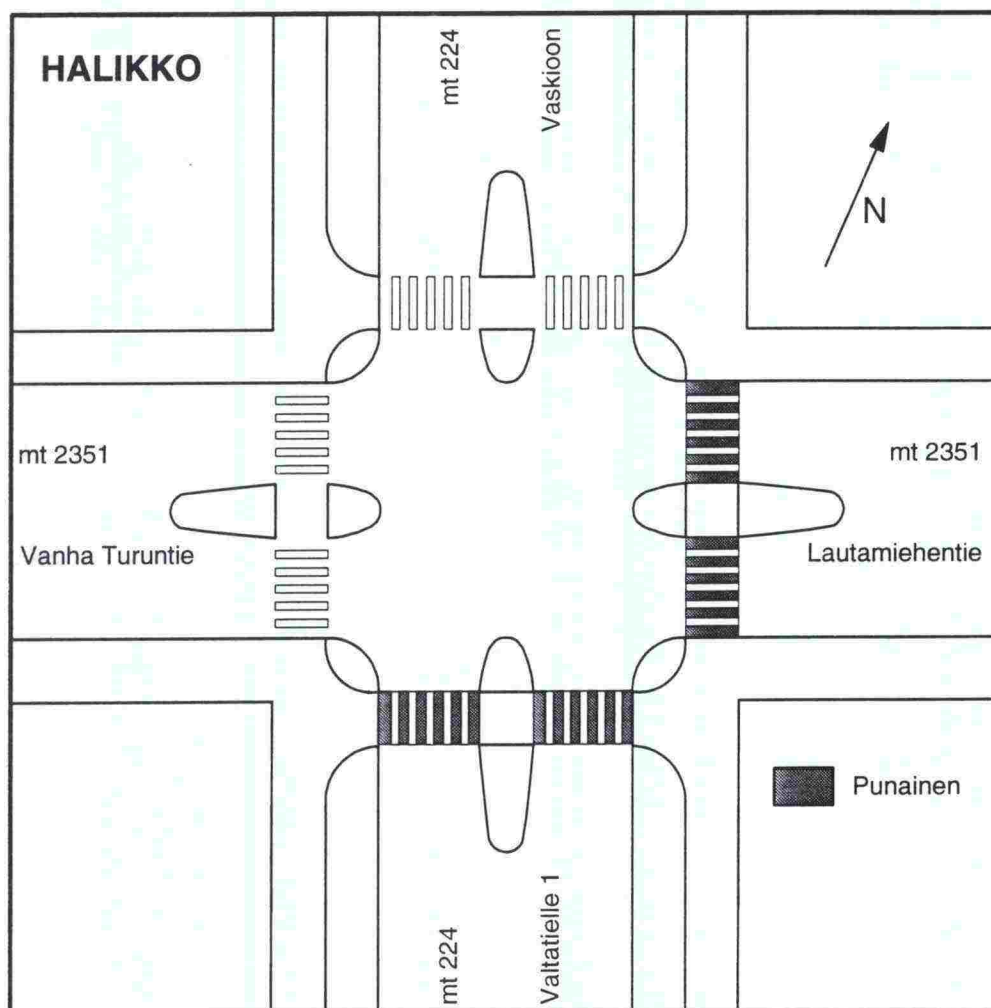 HALIKKO
mt 224
Vaskioon
N
mt 2351
Vanha Turuntie
mt 2351
Lautamiehentie
Punainen
mt 224
Valtatielle 1